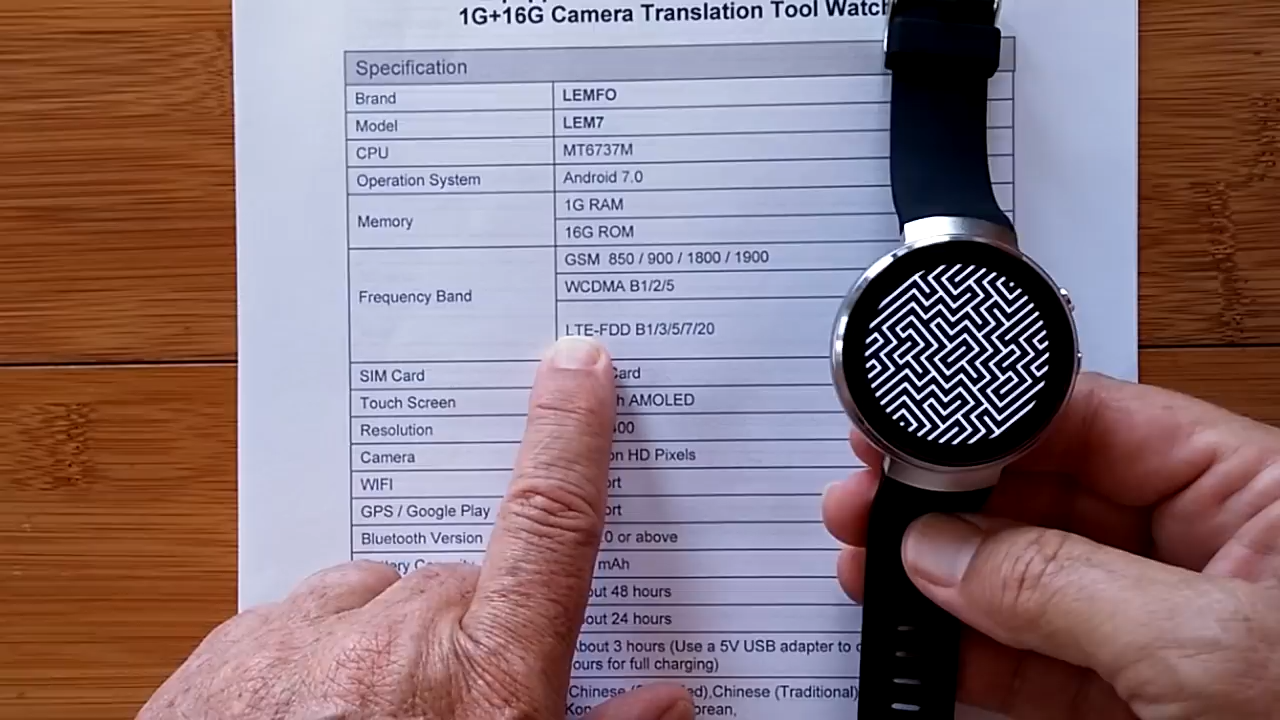 1G+16G Camera Translation Tool Watch
Specification
Brand LEMFO
Model LEM7
CPU MT6737M
Operation System Android 7.0
Memory 1G RAM
16G ROM
Frequency Band GSM 850 / 900 / 1800 / 1900
WCDMA B1/2/5
LTE-FDD B1/3/5/7/20
SIM Card Card
Touch Screen AMOLED
Resolution
Camera HD Pixels
WIFI
GPS / Google Play
Bluetooth Version or above
mAh
48 hours
24 hours
About 3 hours (Use a 5V USB adapter to
for full charging)
Chinese Chinese (Traditional)